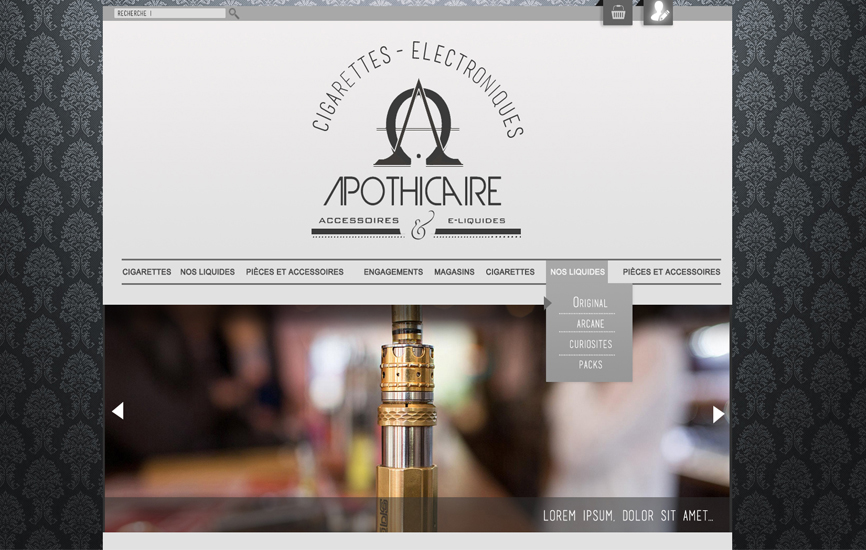 RECHERCHE !
CIGARETTES - ELECTRONIQUES
APOTHICAIRE
ACCESSOIRES & E-LIQUIDES
CIGARETTES NOS LIQUIDES PIÈCES ET ACCESSOIRES ENGAGEMENTS MAGASINS CIGARETTES NOS LIQUIDES PIÈCES ET ACCESSOIRES
ORIGINAL
ARCANE
CURIOSITES
PACKS
LOREM IPSUM, DOLOR SIT AMET...